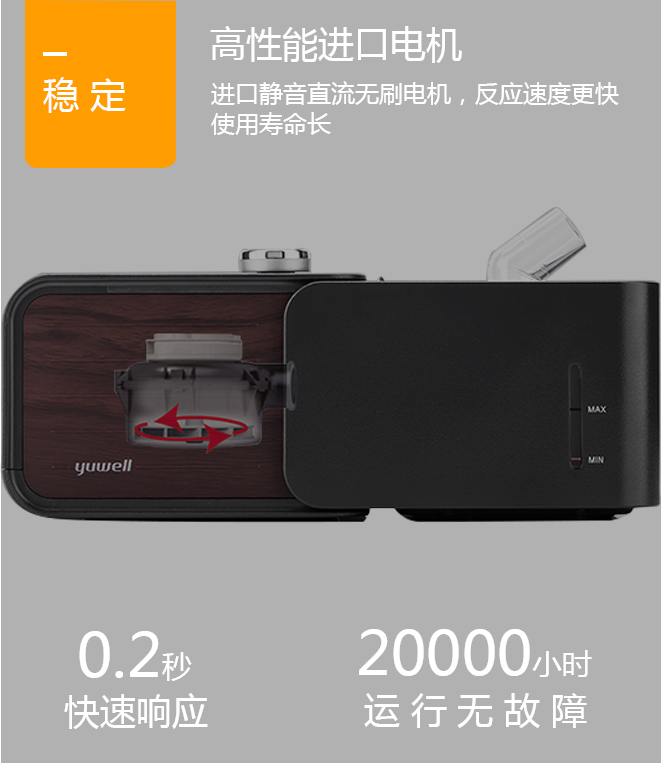 稳定
高性能进口电机
进口静音直流无刷电机，反应速度更快
使用寿命长
MAX
MIN
yuwell
0.2秒
快速响应
20000小时
运行无故障